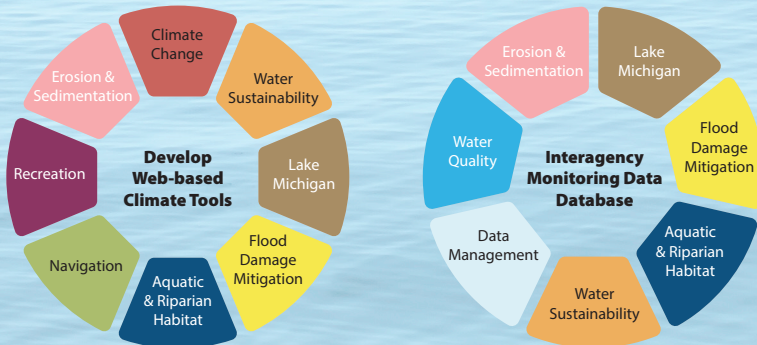 Climate
Change
Water
Sustainability
Lake
Michigan
Flood
Damage
Mitigation
Aquatic
& Riparian
Habitat
Navigation
Recreation
Erosion &
Sedimentation
Develop
Web-based
Climate Tools
Erosion &
Sedimentation
Lake
Michigan
Flood
Damage
Mitigation
Aquatic
& Riparian
Habitat
Water
Sustainability
Data
Management
Water
Quality
Interagency
Monitoring Data
Database